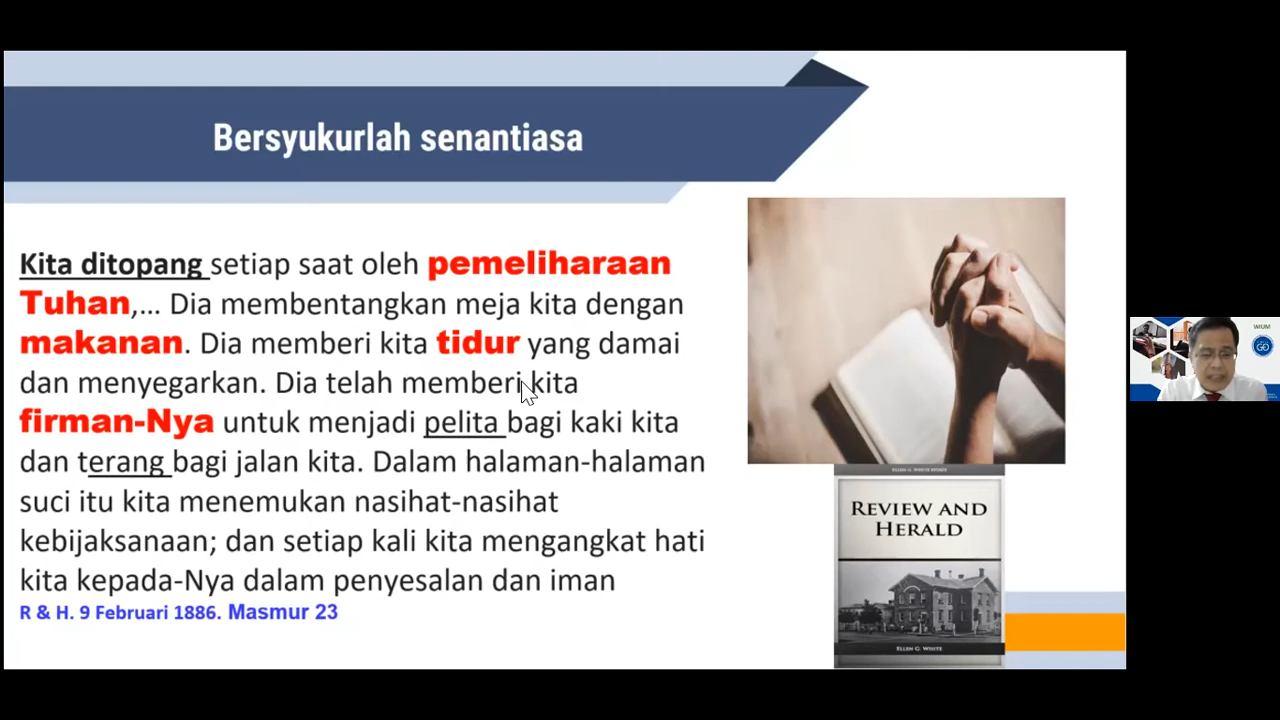 Bersyukurlah senantiasa
Kita ditopang setiap saat oleh pemeliharaan
Tuhan,... Dia membentangkan meja kita dengan
makanan. Dia memberi kita tidur yang damai
dan menyegarkan. Dia telah memberi kita
firman-Nya untuk menjadi pelita bagi kaki kita
dan terang bagi jalan kita. Dalam halaman-halaman
suci itu kita menemukan nasihat-nasihat
kebijaksanaan; dan setiap kali kita mengangkat hati
kita kepada-Nya dalam penyesalan dan iman
R & H. 9 Februari 1886. Masmur 23
REVIEW AND
HERALD
ELLEN G. WHITE
WIUM